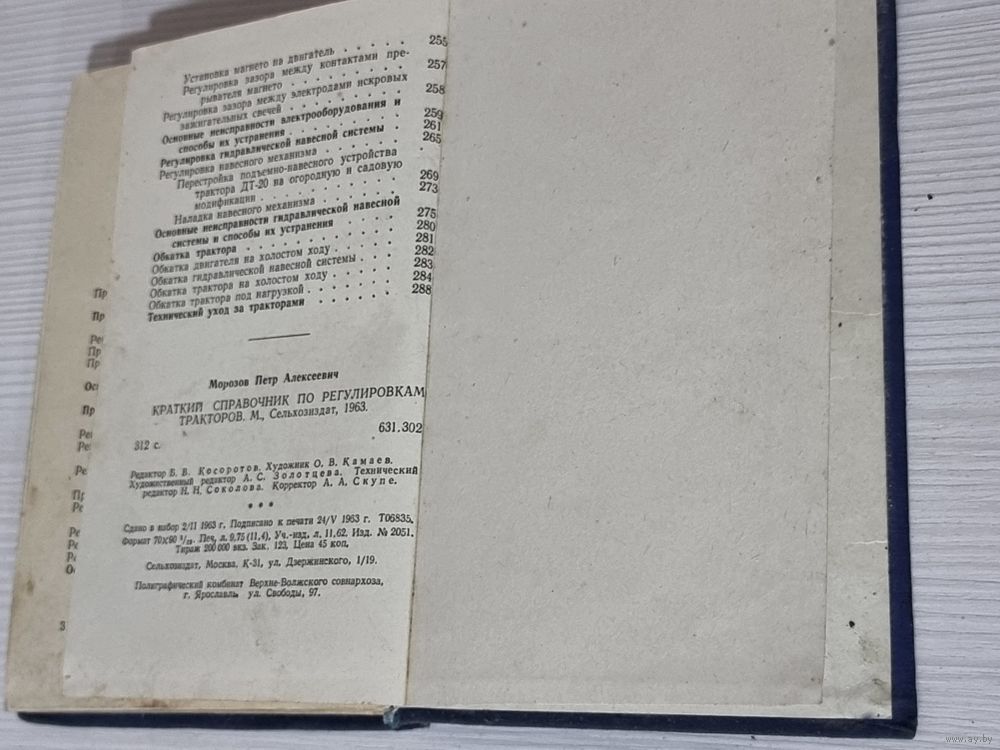 Установка магнето на двигатель . . . . . 255
Регулировка зазора между контактами пре-
рывателя магнето . . . . . . . . 257
Регулировка зазора между электродами искровых
зажигательных свечей . . . . . . . . 258
Основные неисправности электрооборудования и
способы их устранения . . . . . . . . 259
Регулировка гидравлической навесной системы . 261
Регулировка навесного механизма . . . . . . 265
Перестройка подъемно-навесного устройства
трактора ДТ-20 на огородную и садовую
модификации . . . . . . . . . . 269
Наладка навесного механизма . . . . . . 273
Основные неисправности гидравлической навесной
системы и способы их устранения . . . . . 275
Обкатка трактора . . . . . . . . . . 280
Обкатка двигателя на холостом ходу . . . . . 281
Обкатка гидравлической навесной системы . . . . 282
Обкатка трактора на холостом ходу . . . . . 283
Обкатка трактора под нагрузкой . . . . . . 284
Технический уход за тракторами . . . . . . 288
Морозов Петр Алексеевич
КРАТКИЙ СПРАВОЧНИК ПО РЕГУЛИРОВКАМ
ТРАКТОРОВ. М., Сельхозиздат, 1963.
631.302
312 с.
Редактор Б. В. Косоротов. Художник О. В. Камаев.
Художественный редактор А. С. Золотцева. Технический
редактор Н. Н. Соколова. Корректор А. А. Скупе.
* * *
Сдано в набор 2/II 1963 г. Подписано к печати 24/V 1963 г. Т06835.
Формат 70×90 Печ. л. 9,75 (11,4). Уч.-изд. л. 11,62. Изд. № 2051.
Тираж 200 000 экз. Зак. 123. Цена 45 коп.
Сельхозиздат, Москва, К-31, ул. Дзержинского, 1/19.
Полиграфический комбинат Верхне-Волжского совнархоза,
г. Ярославль ул. Свободы, 97.
www.ay.by